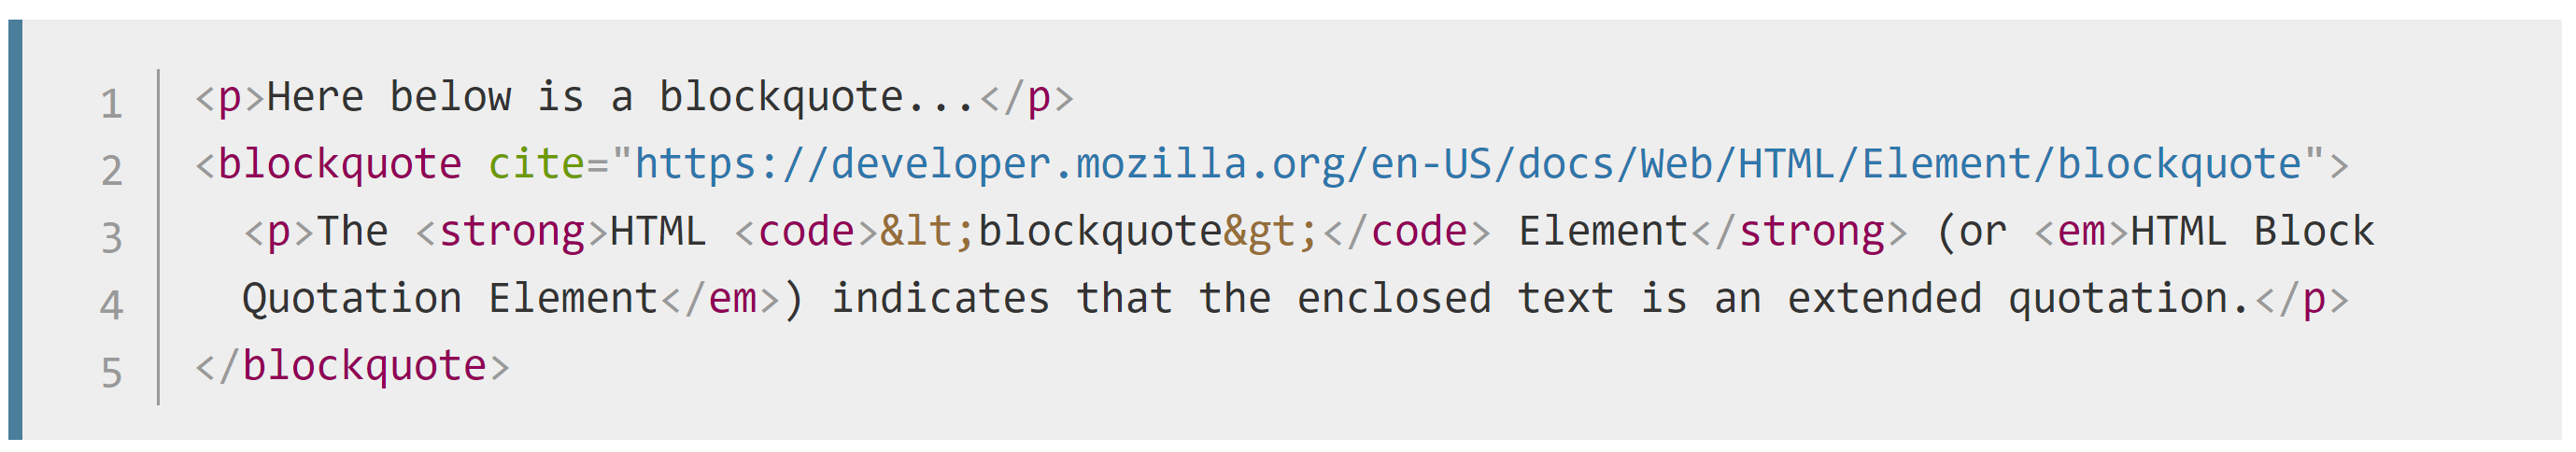 1 <p>Here below is a blockquote...</p>
2 <blockquote cite="https://developer.mozilla.org/en-US/docs/Web/HTML/Element/blockquote">
3 <p>The <strong>HTML <code>&lt;blockquote&gt;</code> Element</strong> (or <em>HTML Block
4 Quotation Element</em>) indicates that the enclosed text is an extended quotation.</p>
5 </blockquote>